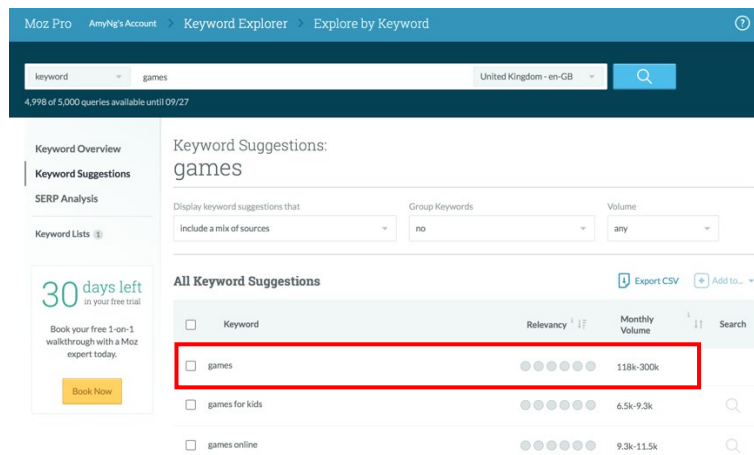 Moz Pro AmyNg's Account > Keyword Explorer > Explore by Keyword ?
keyword games United Kingdom - en-GB
4,998 of 5,000 queries available until 09/27
Keyword Overview
Keyword Suggestions
SERP Analysis
Keyword Lists 1
30 days left
in your free trial
Book your free 1-on-1
walkthrough with a Moz
expert today.
Book Now
Keyword Suggestions:
games
Display keyword suggestions that Group Keywords Volume
include a mix of sources no any
All Keyword Suggestions Export CSV + Add to...
Keyword Relevancy i Monthly Volume i Search
games 118k-300k
games for kids 6.5k-9.3k
games online 9.3k-11.5k